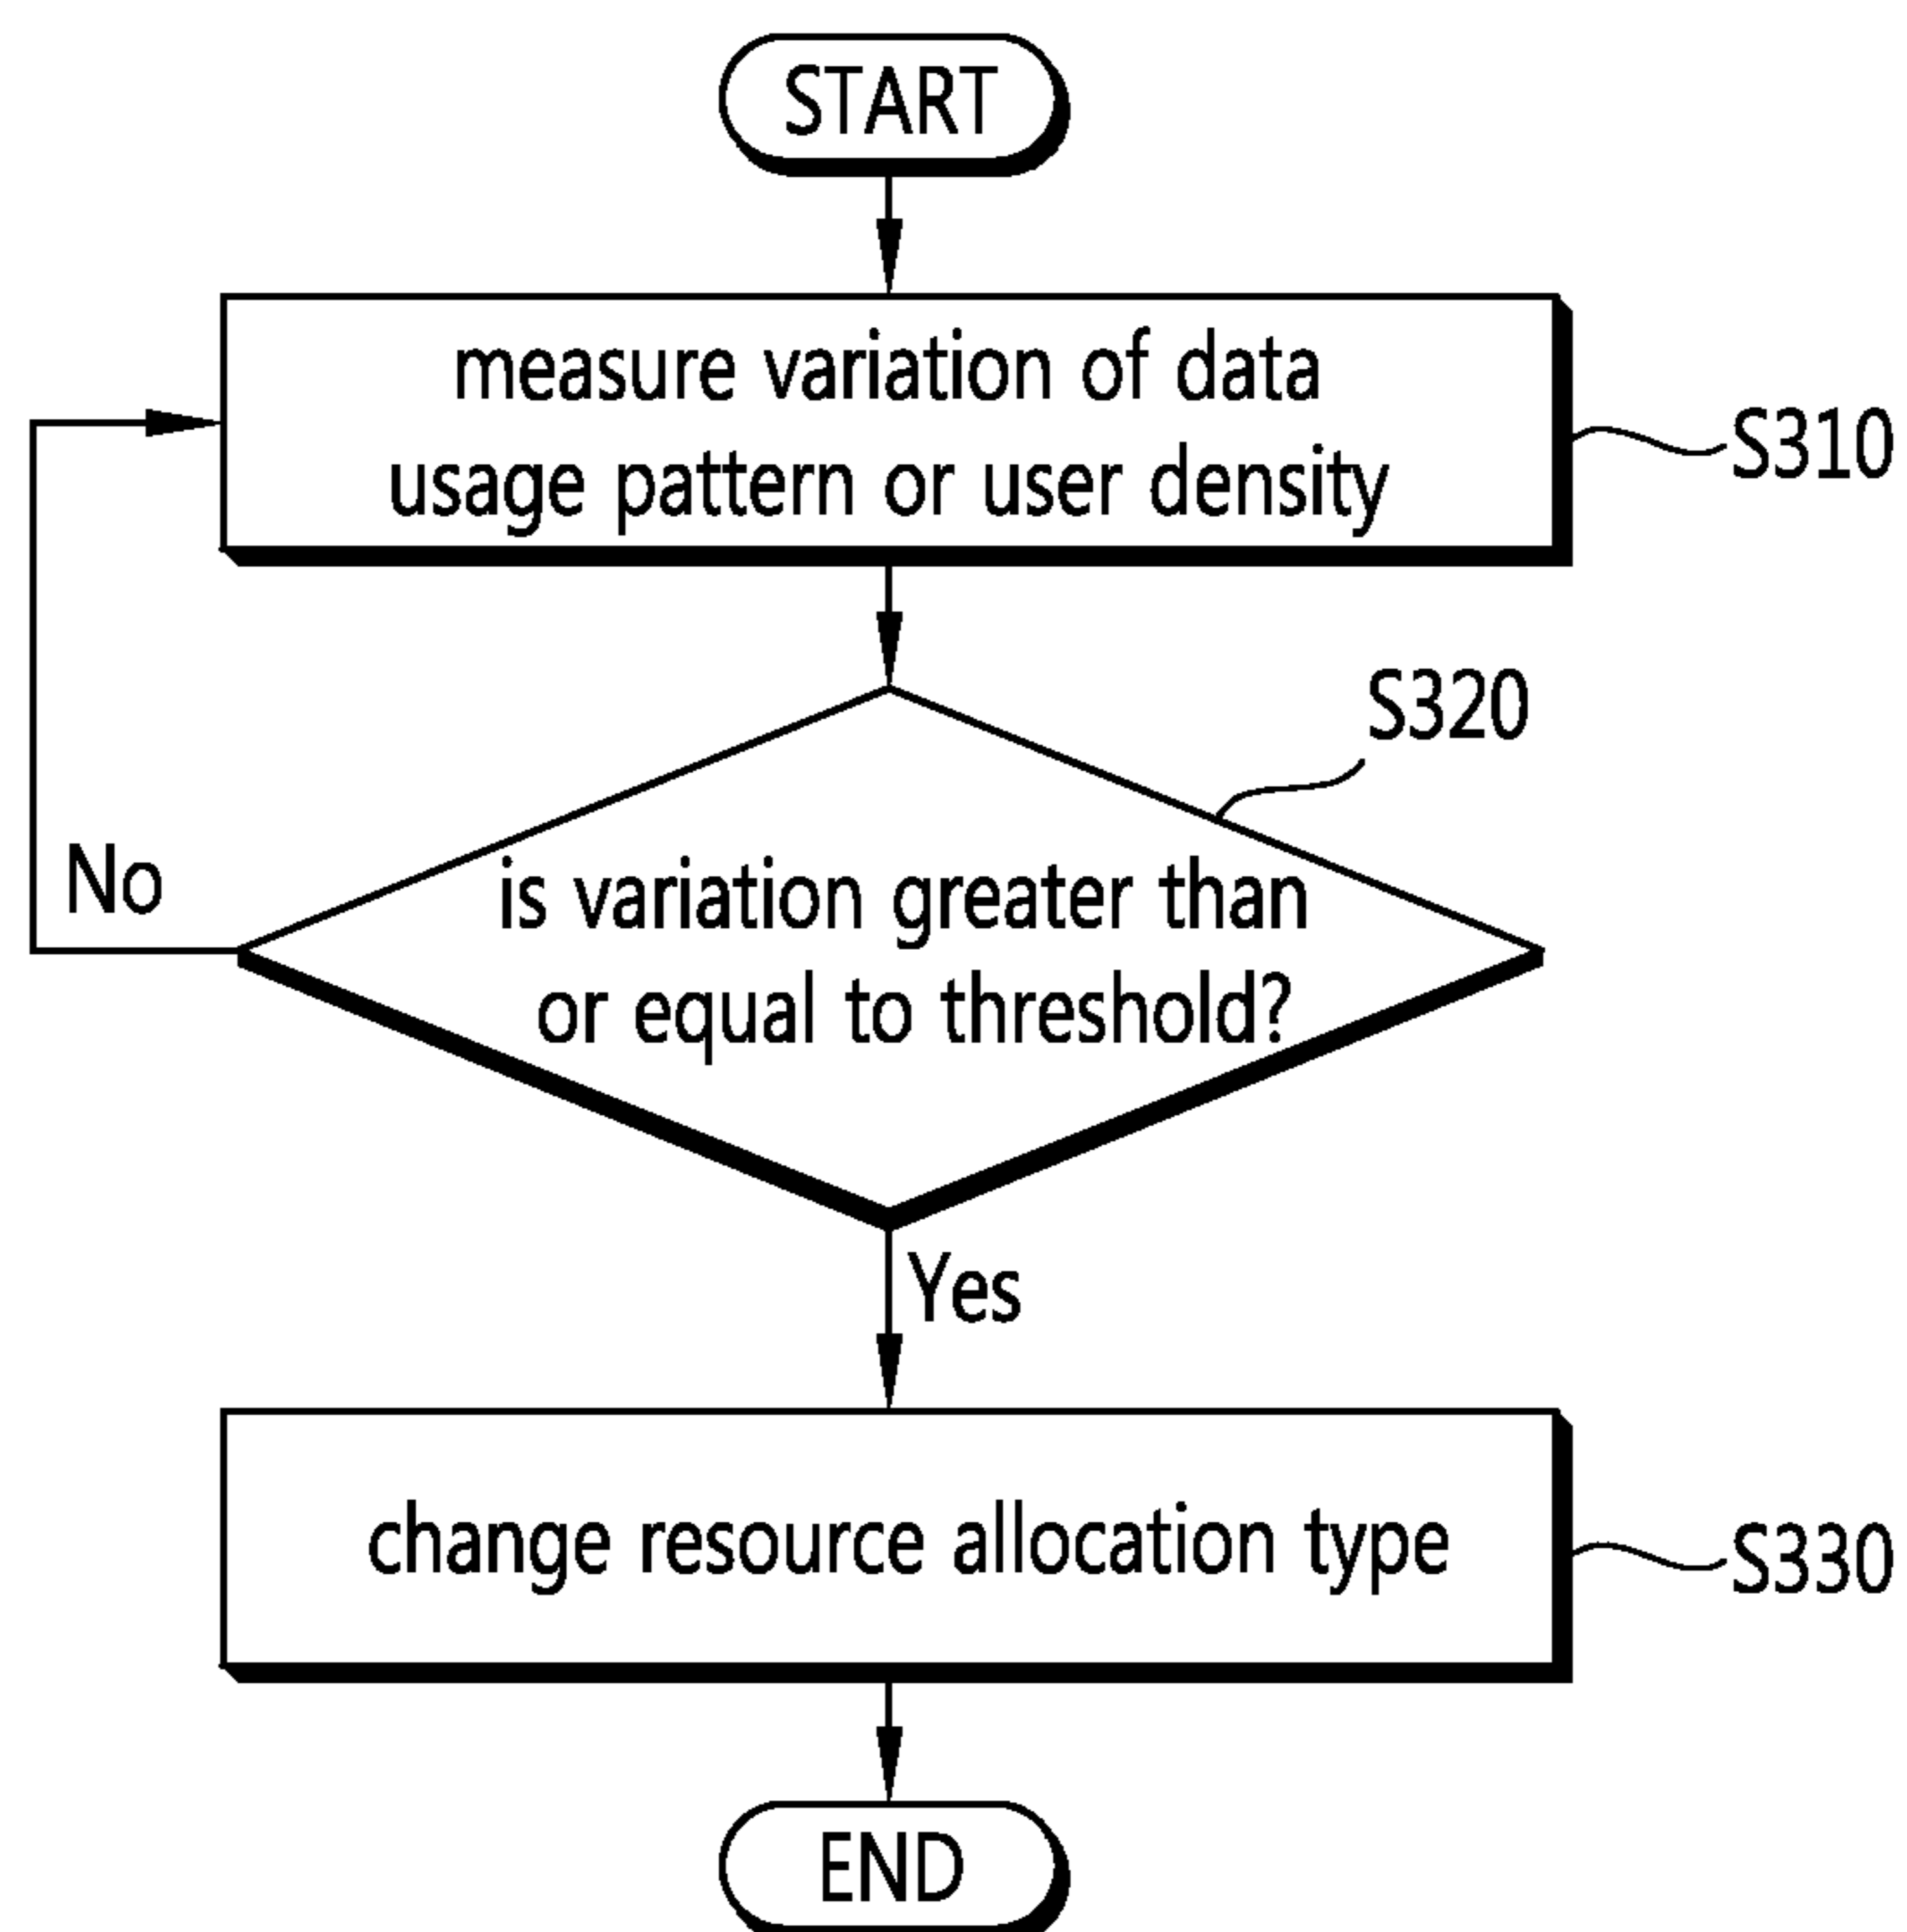 START
measure variation of data
usage pattern or user density
S310
S320
is variation greater than
or equal to threshold?
No
Yes
change resource allocation type
S330
END